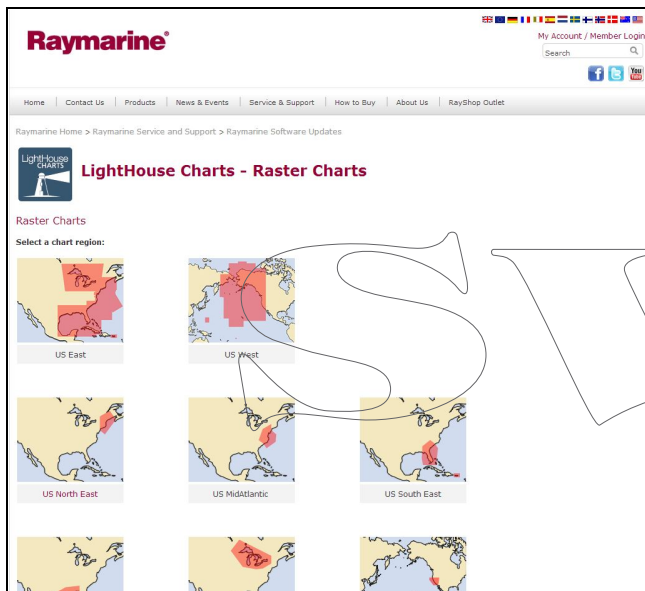 Raymarine®
My Account / Member Login
Search
You
Home | Contact Us | Products | News & Events | Service & Support | How to Buy | About Us | RayShop Outlet
Raymarine Home > Raymarine Service and Support > Raymarine Software Updates
LightHouse
CHARTS
LightHouse Charts - Raster Charts
Raster Charts
Select a chart region:
US East
US West
US North East
US MidAtlantic
US South East